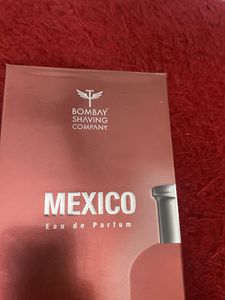 BOMBAY
SHAVING
COMPANY
MEXICO
Eau de Parfum